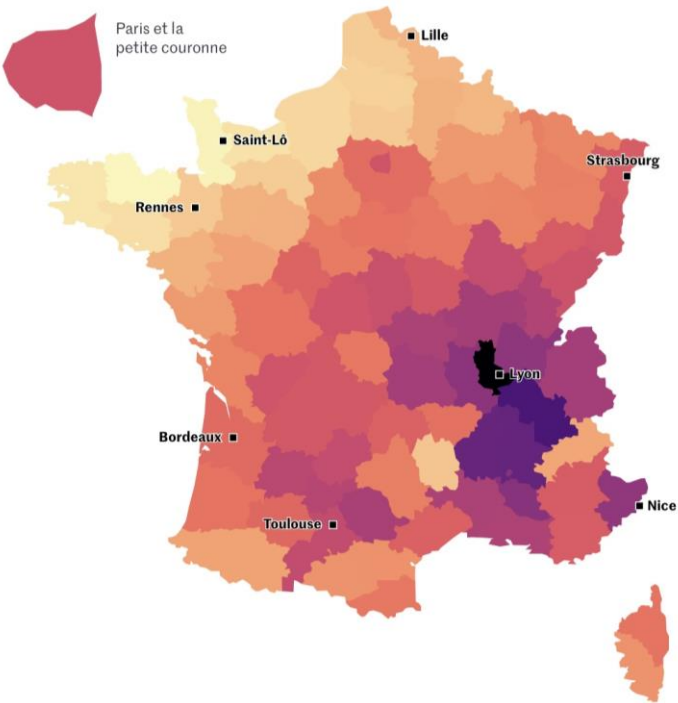 Paris et la
petite couronne
Lille
Saint-Lô
Strasbourg
Rennes
Lyon
Bordeaux
Nice
Toulouse